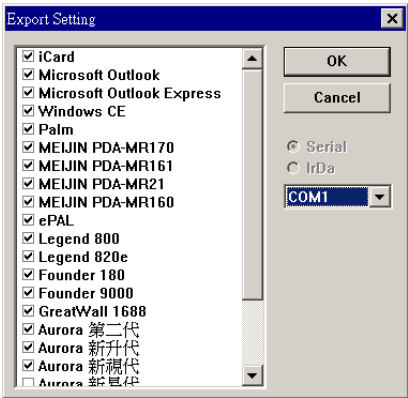 Export Setting
iCard
Microsoft Outlook
Microsoft Outlook Express
Windows CE
Palm
MEIJIN PDA-MR170
MEIJIN PDA-MR161
MEIJIN PDA-MR21
MEIJIN PDA-MR160
ePAL
Legend 800
Legend 820e
Founder 180
Founder 9000
GreatWall 1688
Aurora 第二代
Aurora 新升代
Aurora 新視代
Aurora
OK
Cancel
Serial
IrDa
COM1